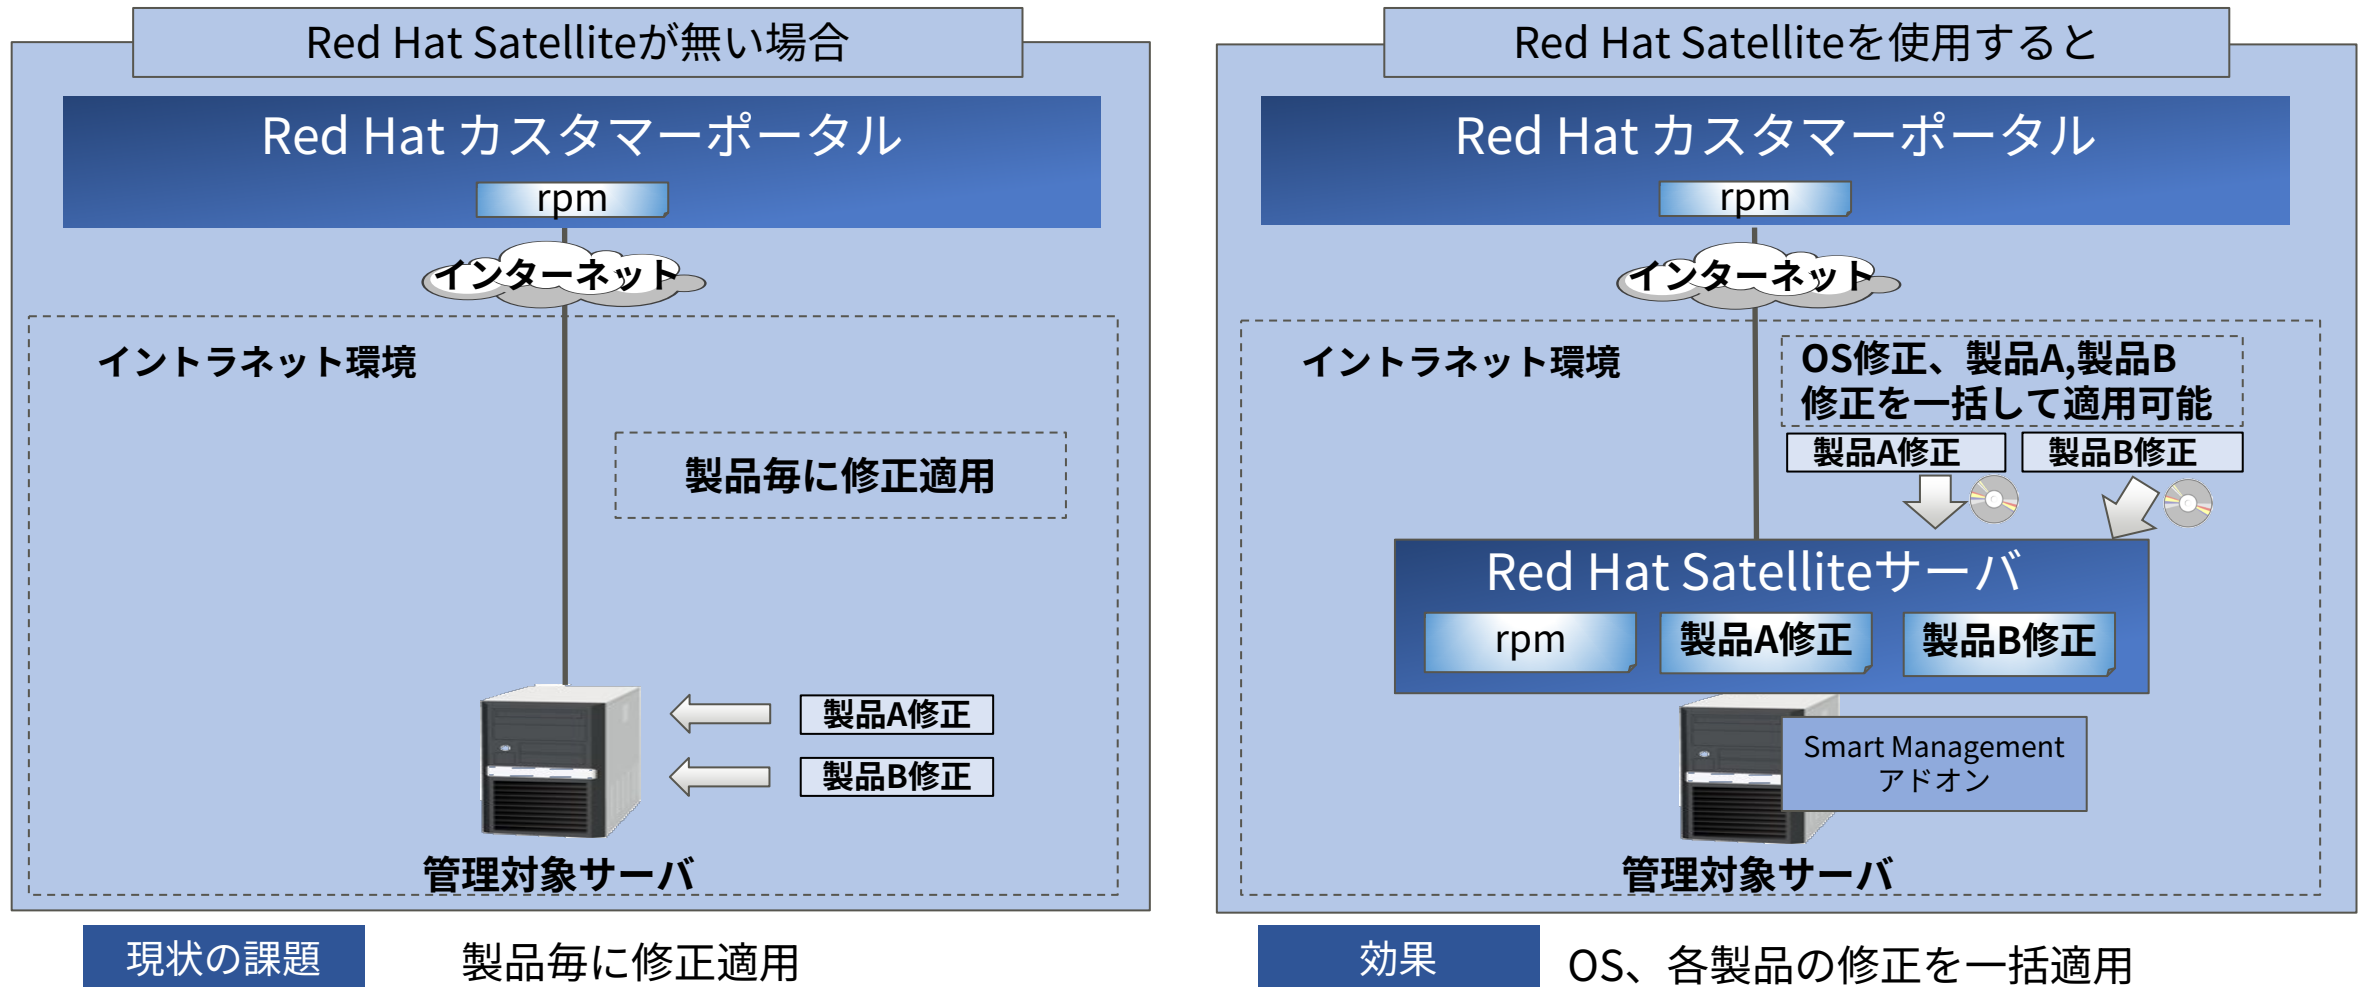 Red Hat Satelliteが無い場合
Red Hat カスタマーポータル
rpm
インターネット
イントラネット環境
製品毎に修正適用
製品A修正
製品B修正
管理対象サーバ
現状の課題
製品毎に修正適用
Red Hat Satelliteを使用すると
Red Hat カスタマーポータル
rpm
インターネット
イントラネット環境
OS修正、製品A,製品B
修正を一括して適用可能
製品A修正
製品B修正
Red Hat Satelliteサーバ
rpm
製品A修正
製品B修正
Smart Management
アドオン
管理対象サーバ
効果
OS、各製品の修正を一括適用